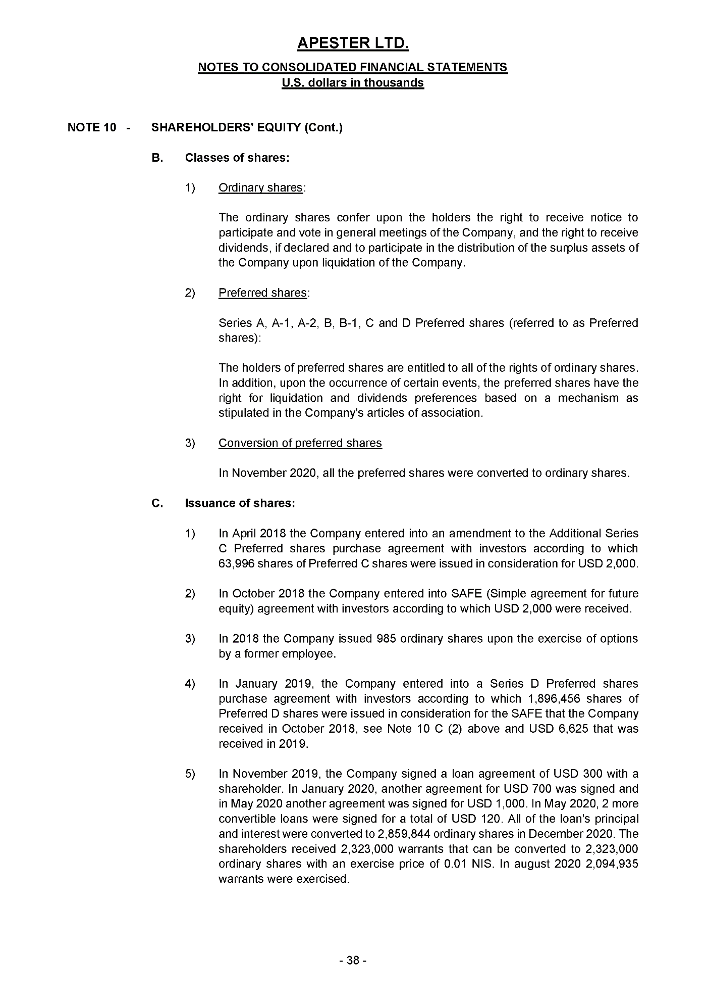 APESTER LTD.
NOTES TO CONSOLIDATED FINANCIAL STATEMENTS
U.S. dollars in thousands
NOTE 10 - SHAREHOLDERS' EQUITY (Cont.)
B. Classes of shares:
1) Ordinary shares:
The ordinary shares confer upon the holders the right to receive notice to
participate and vote in general meetings of the Company, and the right to receive
dividends, if declared and to participate in the distribution of the surplus assets of
the Company upon liquidation of the Company.
2) Preferred shares:
Series A, A-1, A-2, B, B-1, C and D Preferred shares (referred to as Preferred
shares):
The holders of preferred shares are entitled to all of the rights of ordinary shares.
In addition, upon the occurrence of certain events, the preferred shares have the
right for liquidation and dividends preferences based on a mechanism as
stipulated in the Company's articles of association.
3) Conversion of preferred shares
In November 2020, all the preferred shares were converted to ordinary shares.
C. Issuance of shares:
1) In April 2018 the Company entered into an amendment to the Additional Series
C Preferred shares purchase agreement with investors according to which
63,996 shares of Preferred C shares were issued in consideration for USD 2,000.
2) In October 2018 the Company entered into SAFE (Simple agreement for future
equity) agreement with investors according to which USD 2,000 were received.
3) In 2018 the Company issued 985 ordinary shares upon the exercise of options
by a former employee.
4) In January 2019, the Company entered into a Series D Preferred shares
purchase agreement with investors according to which 1,896,456 shares of
Preferred D shares were issued in consideration for the SAFE that the Company
received in October 2018, see Note 10 C (2) above and USD 6,625 that was
received in 2019.
5) In November 2019, the Company signed a loan agreement of USD 300 with a
shareholder. In January 2020, another agreement for USD 700 was signed and
in May 2020 another agreement was signed for USD 1,000. In May 2020, 2 more
convertible loans were signed for a total of USD 120. All of the loan's principal
and interest were converted to 2,859,844 ordinary shares in December 2020. The
shareholders received 2,323,000 warrants that can be converted to 2,323,000
ordinary shares with an exercise price of 0.01 NIS. In august 2020 2,094,935
warrants were exercised.
- 38 -